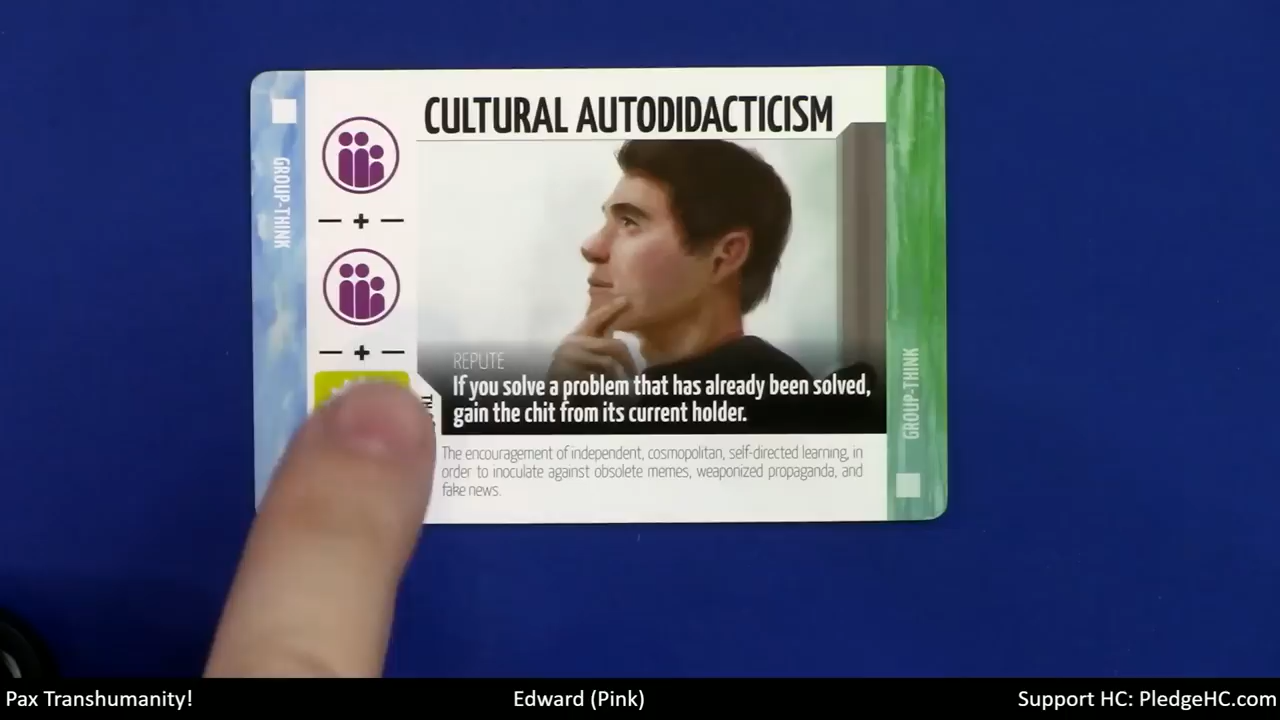 CULTURAL AUTODIDACTICISM
GROUP-THINK
REPUTE
If you solve a problem that has already been solved,
gain the chit from its current holder.
The encouragement of independent, cosmopolitan, self-directed learning, in
order to inoculate against obsolete memes, weaponized propaganda, and
fake news.
GROUP-THINK
Pax Transhumanity!
Edward (Pink)
Support HC: PledgeHC.com